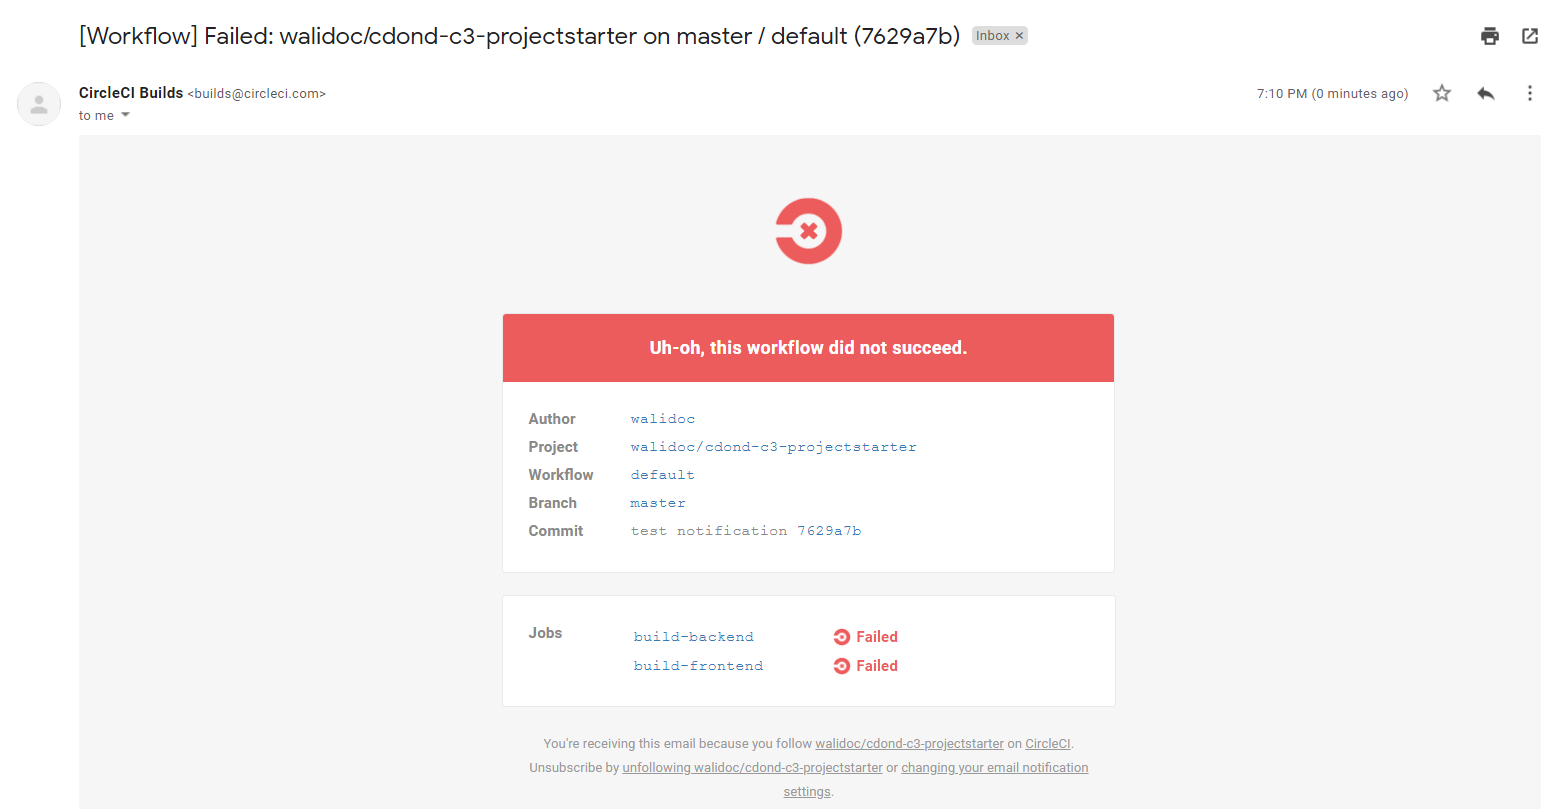 [Workflow] Failed: walidoc/cdond-c3-projectstarter on master / default (7629a7b) Inbox ×
CircleCI Builds <builds@circleci.com> 7:10 PM (0 minutes ago)
to me
Uh-oh, this workflow did not succeed.
Author walidoc
Project walidoc/cdond-c3-projectstarter
Workflow default
Branch master
Commit test notification 7629a7b
Jobs build-backend Failed
build-frontend Failed
You're receiving this email because you follow walidoc/cdond-c3-projectstarter on CircleCI.
Unsubscribe by unfollowing walidoc/cdond-c3-projectstarter or changing your email notification
settings.